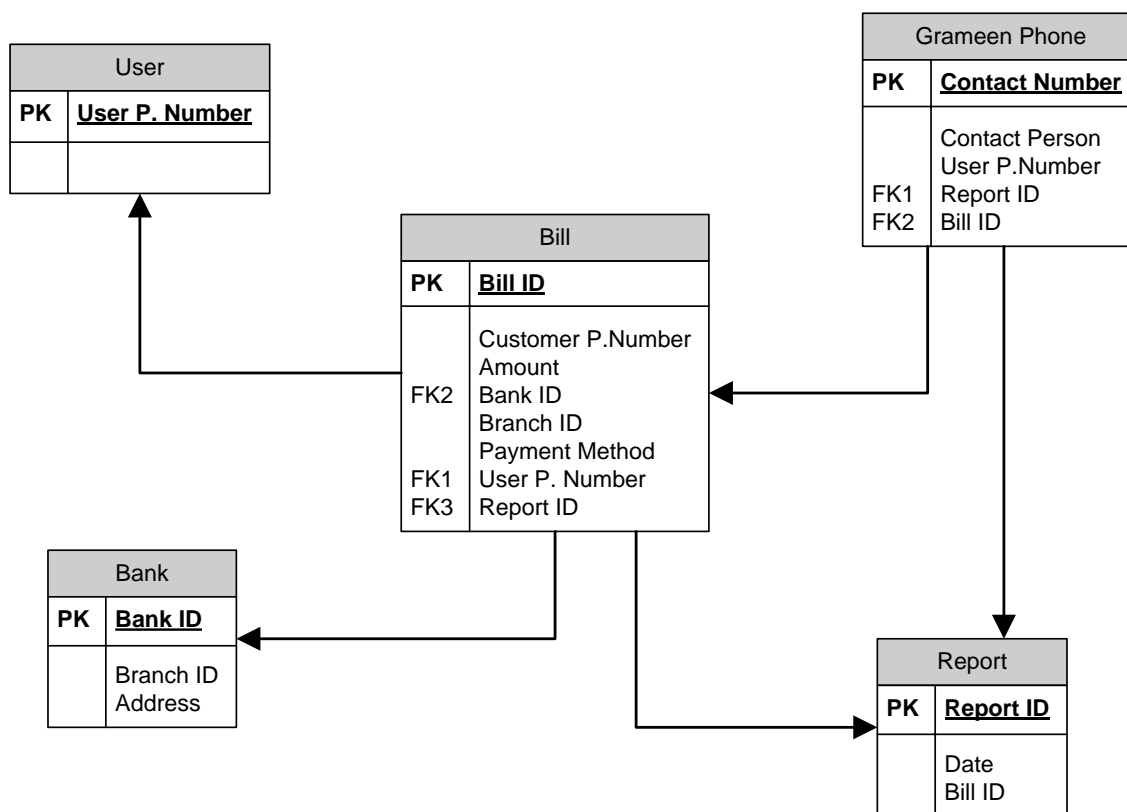 User
PK User P. Number
Grameen Phone
PK Contact Number
Contact Person
User P.Number
FK1 Report ID
FK2 Bill ID
Bill
PK Bill ID
Customer P.Number
Amount
FK2 Bank ID
Branch ID
Payment Method
FK1 User P. Number
FK3 Report ID
Bank
PK Bank ID
Branch ID
Address
Report
PK Report ID
Date
Bill ID